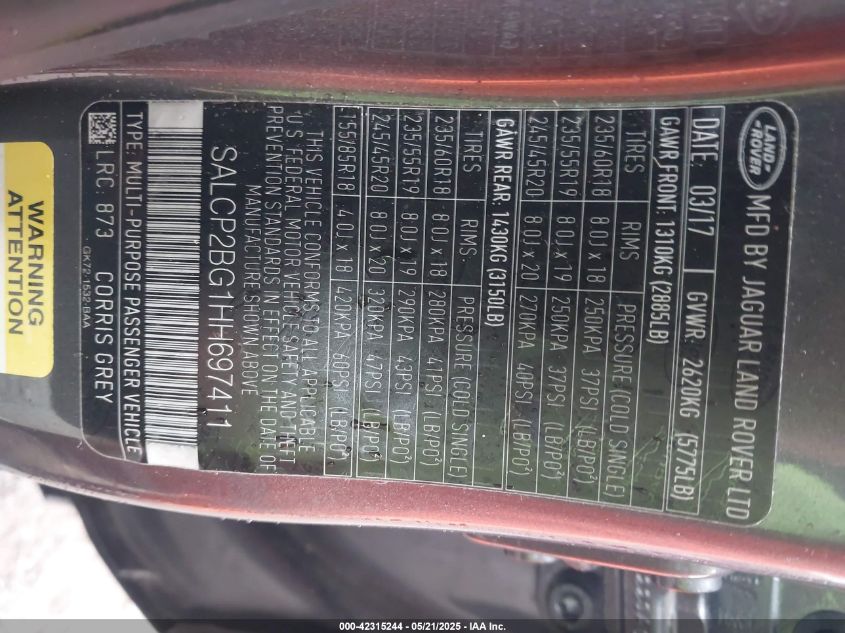 LAND
ROVER
MFD BY JAGUAR LAND ROVER LTD
DATE: 03/17 GVWR: 2620KG (5775LB)
GAWR FRONT: 1310KG (2885LB)
TIRES RIMS PRESSURE (COLD SINGLE)
235/60R18 8.0J x 18 250KPA 37PSI (LB/PO²)
235/55R19 8.0J x 19 250KPA 37PSI (LB/PO²)
245/45R20 8.0J x 20 270KPA 40PSI (LB/PO²)
GAWR REAR: 1430KG (3150LB)
TIRES RIMS PRESSURE (COLD SINGLE)
235/60R18 8.0J x 18 280KPA 41PSI (LB/PO²)
235/55R19 8.0J x 19 290KPA 43PSI (LB/PO²)
245/45R20 8.0J x 20 320KPA 47PSI (LB/PO²)
155/85R18 4.0J x 18 420KPA 60PSI (LB/PO²)
THIS VEHICLE CONFORMS TO ALL APPLICABLE
U.S. FEDERAL MOTOR VEHICLE SAFETY AND THEFT
PREVENTION STANDARDS IN EFFECT ON THE DATE OF
MANUFACTURE SHOWN ABOVE
SALCP2BG1HH697411
TYPE: MULTI-PURPOSE PASSENGER VEHICLE
LRC: 873 CORRIS GREY
GK72-1532-BAA
WARNING
ATTENTION
000-42315244 - 05/21/2025 - IAA Inc.